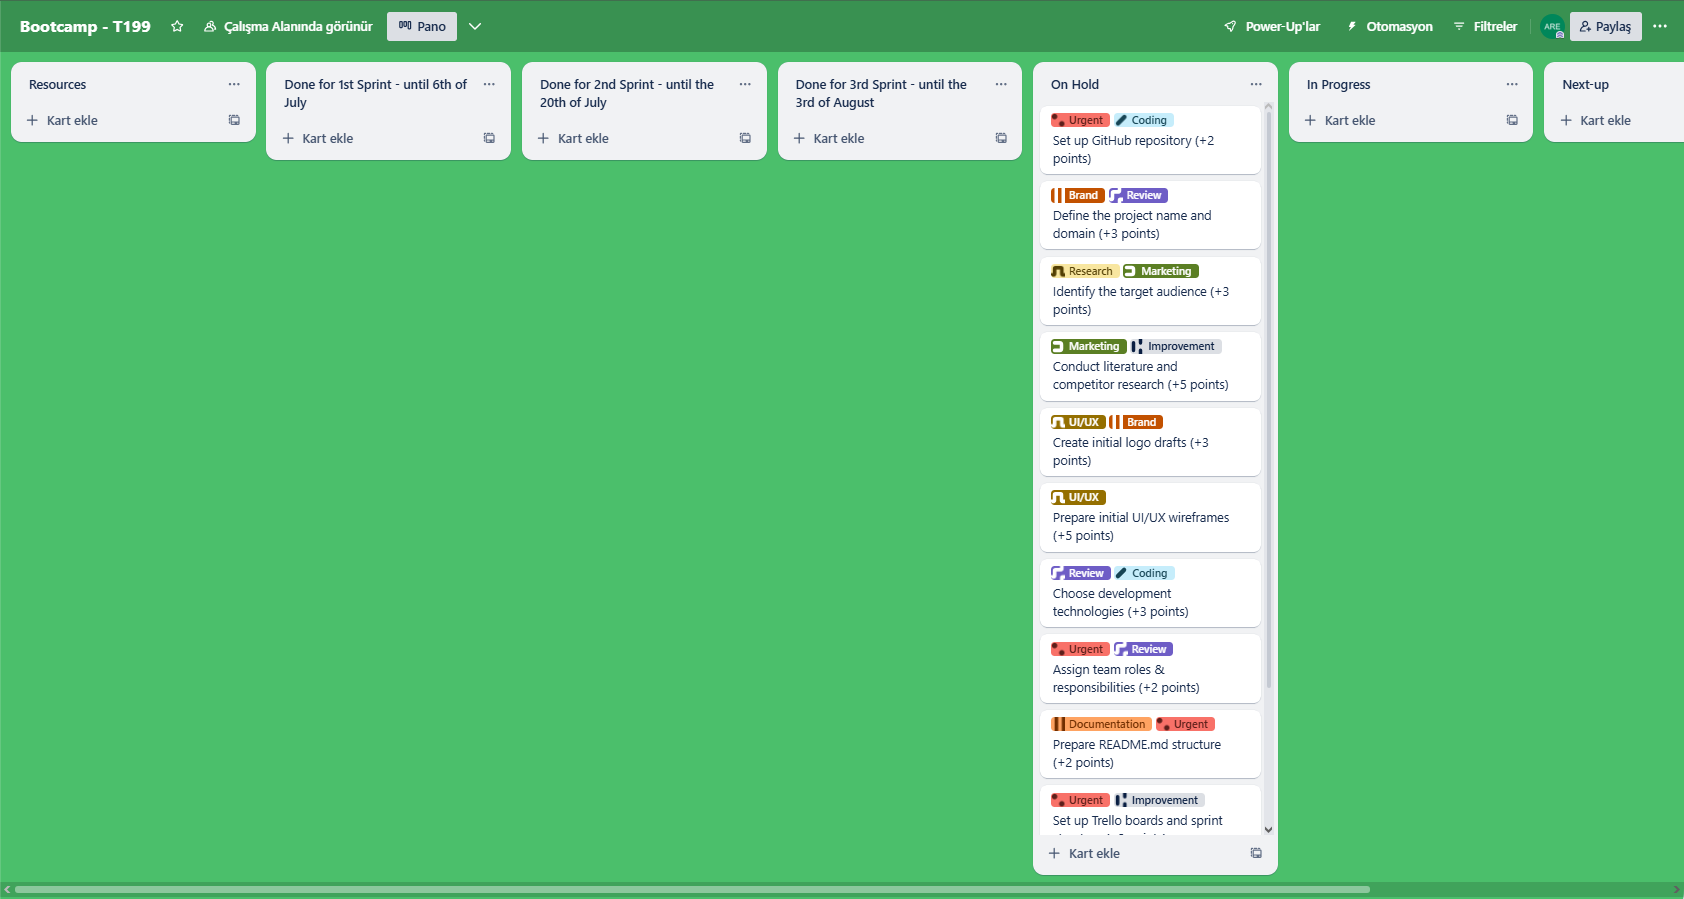 Bootcamp - T199
Çalışma Alanında görünür
Pano
Power-Up'lar
Otomasyon
Filtreler
ARE
Paylaş
Resources
Kart ekle
Done for 1st Sprint - until 6th of
July
Kart ekle
Done for 2nd Sprint - until the
20th of July
Kart ekle
Done for 3rd Sprint - until the
3rd of August
Kart ekle
On Hold
Urgent Coding
Set up GitHub repository (+2
points)
Brand Review
Define the project name and
domain (+3 points)
Research Marketing
Identify the target audience (+3
points)
Marketing Improvement
Conduct literature and
competitor research (+5 points)
UI/UX Brand
Create initial logo drafts (+3
points)
UI/UX
Prepare initial UI/UX wireframes
(+5 points)
Review Coding
Choose development
technologies (+3 points)
Urgent Review
Assign team roles &
responsibilities (+2 points)
Documentation Urgent
Prepare README.md structure
(+2 points)
Urgent Improvement
Set up Trello boards and sprint
Kart ekle
In Progress
Kart ekle
Next-up
Kart ekle